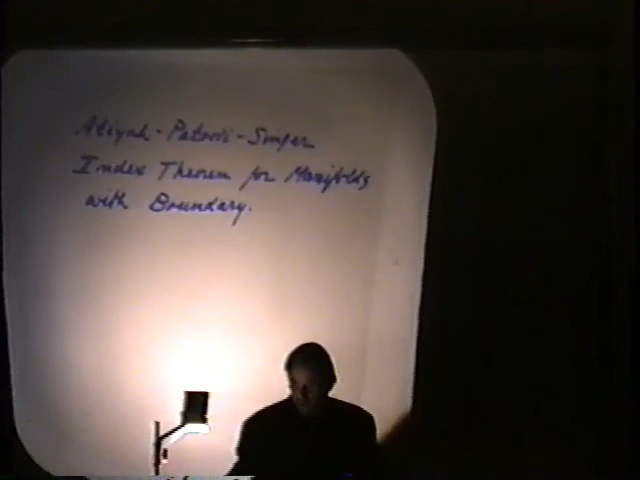 Atiyah - Patodi - Singer
Index Theorem for Manifolds
with Boundary.